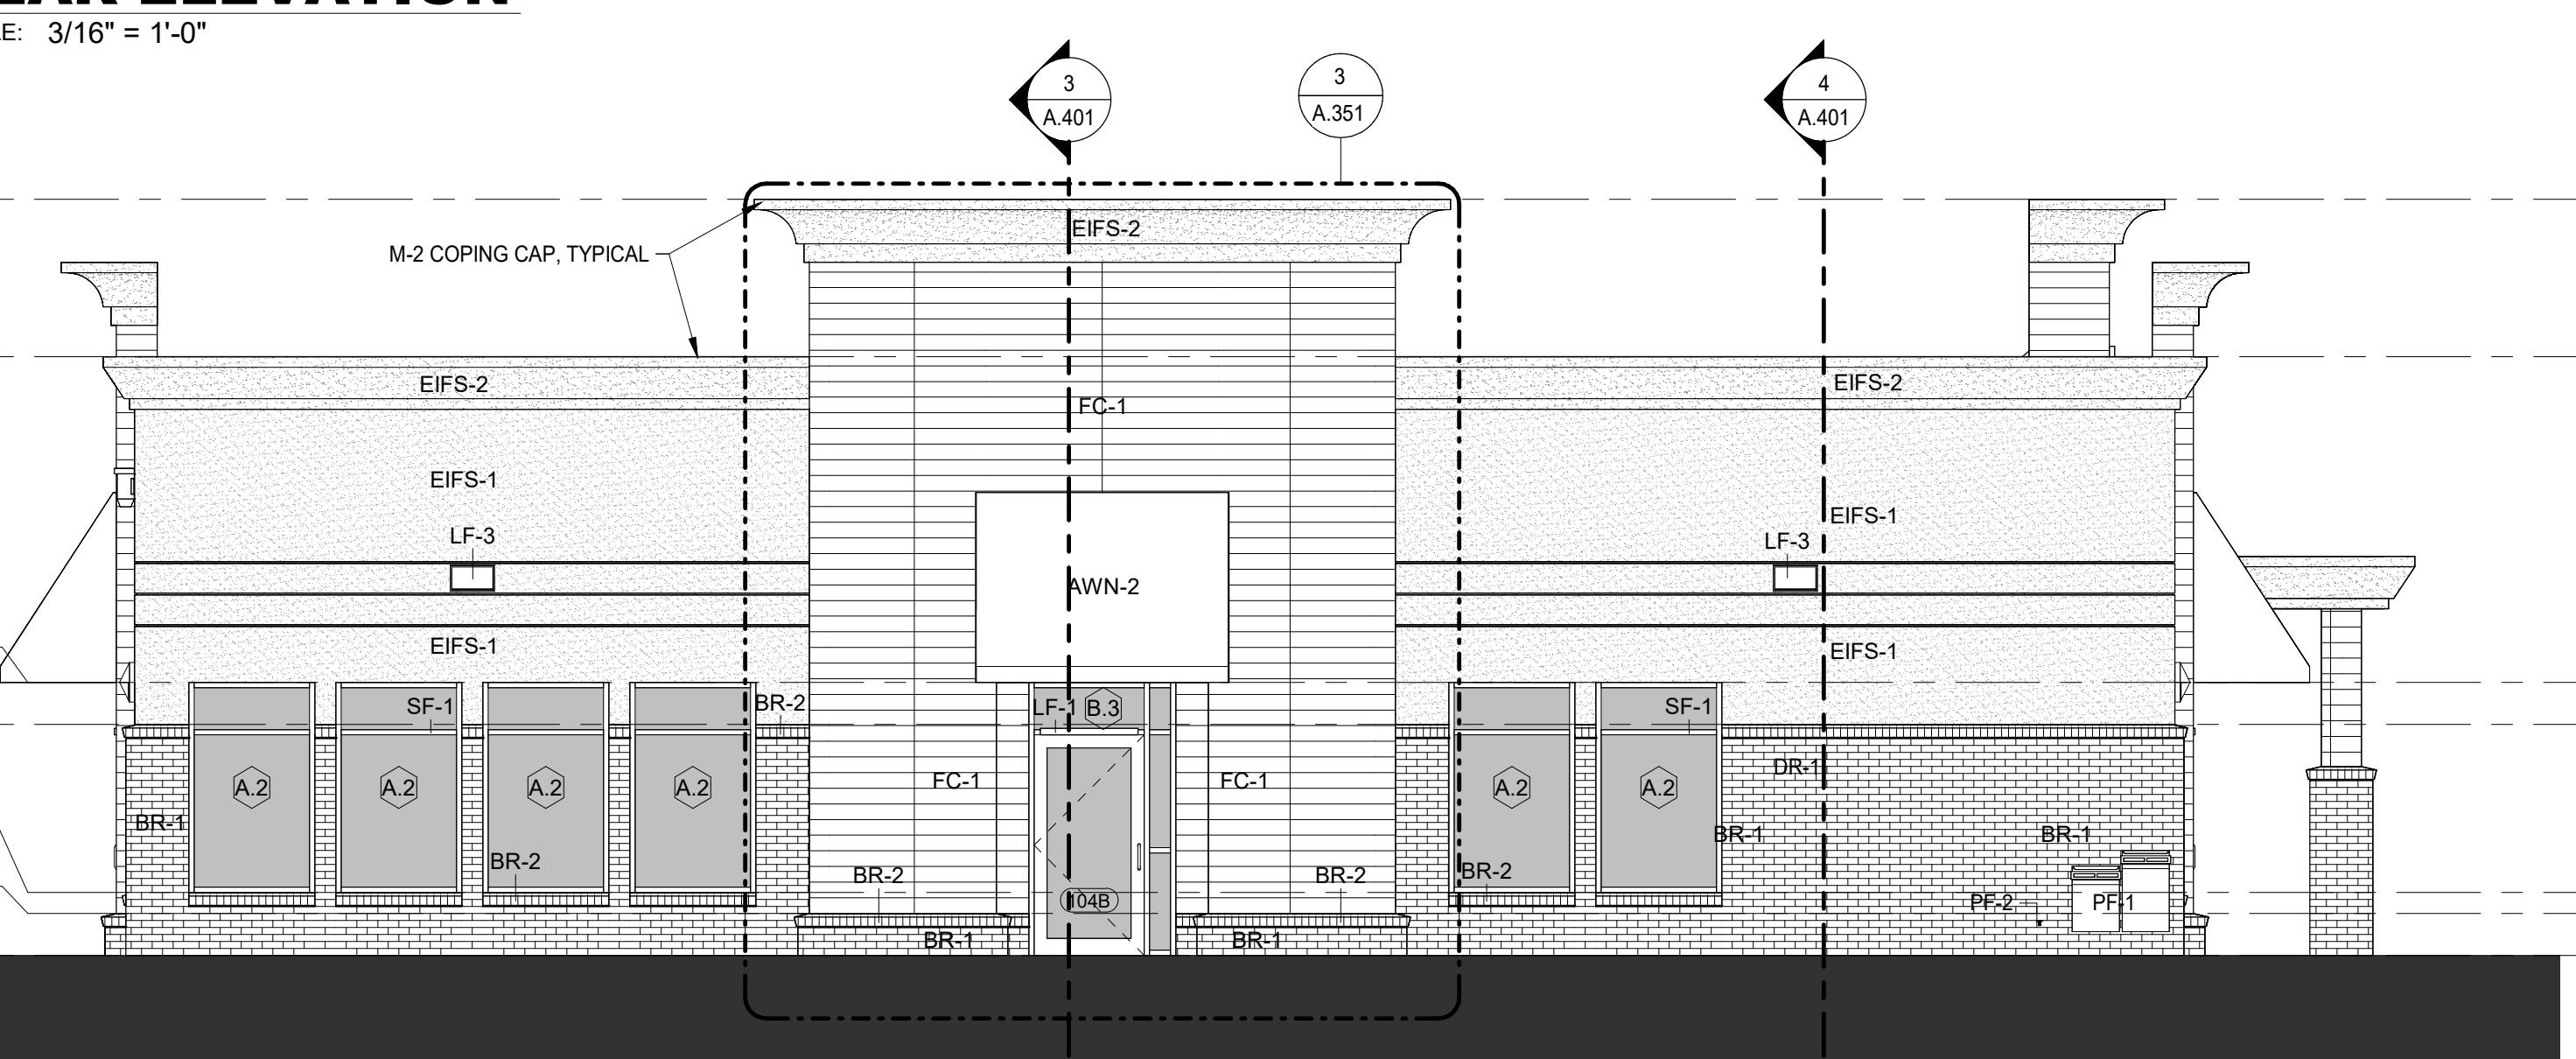 3/16" = 1'-0"
3
A.401
3
A.351
4
A.401
EIFS-2
M-2 COPING CAP, TYPICAL
EIFS-2
EIFS-2
FC-1
EIFS-1
EIFS-1
LF-3
LF-3
AWN-2
EIFS-1
EIFS-1
SF-1
BR-2
LF-1
B.3
SF-1
DR-1
A.2
A.2
A.2
A.2
FC-1
FC-1
A.2
A.2
BR-1
BR-1
BR-1
BR-2
BR-2
BR-2
BR-2
104B
PF-2
PF-1
BR-1
BR-1